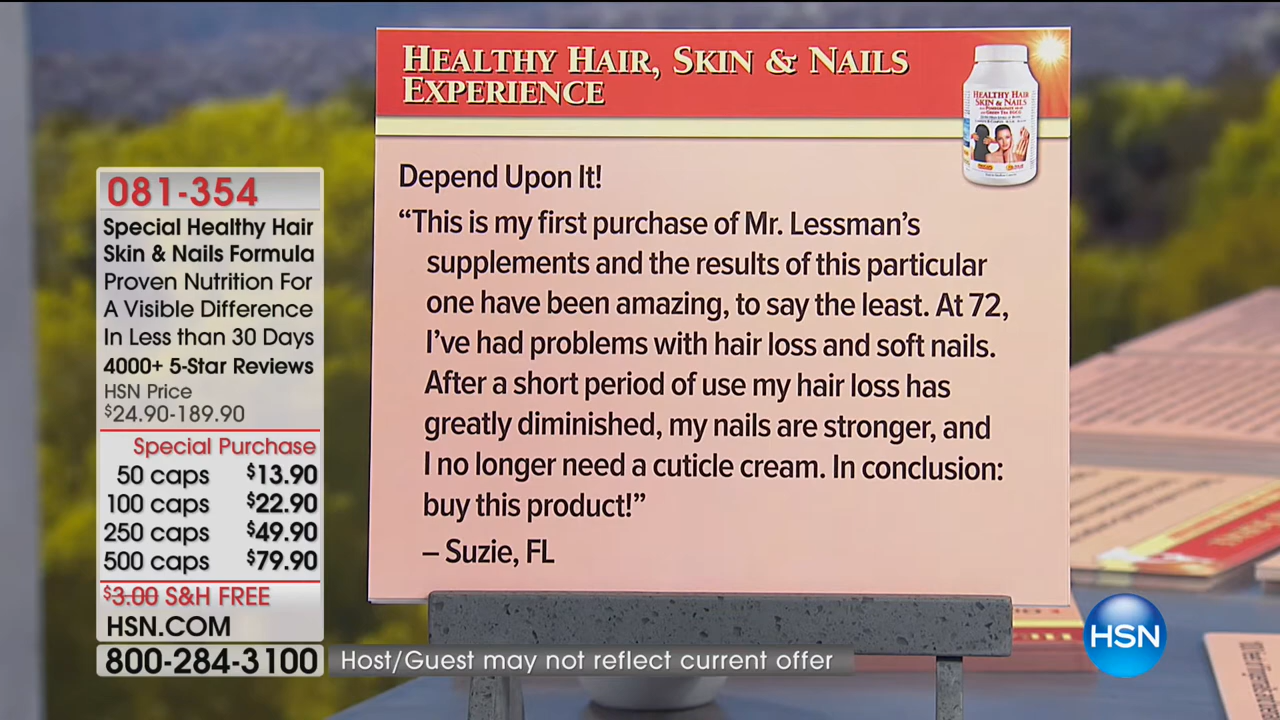 HEALTHY HAIR, SKIN & NAILS
EXPERIENCE
HEALTHY HAIR
SKIN & NAILS
Depend Upon It!
“This is my first purchase of Mr. Lessman’s
supplements and the results of this particular
one have been amazing, to say the least. At 72,
I’ve had problems with hair loss and soft nails.
After a short period of use my hair loss has
greatly diminished, my nails are stronger, and
I no longer need a cuticle cream. In conclusion:
buy this product!”
– Suzie, FL
081-354
Special Healthy Hair
Skin & Nails Formula
Proven Nutrition For
A Visible Difference
In Less than 30 Days
4000+ 5-Star Reviews
HSN Price
$24.90-189.90
Special Purchase
50 caps $13.90
100 caps $22.90
250 caps $49.90
500 caps $79.90
$3.00 S&H FREE
HSN.COM
800-284-3100
Host/Guest may not reflect current offer
HSN